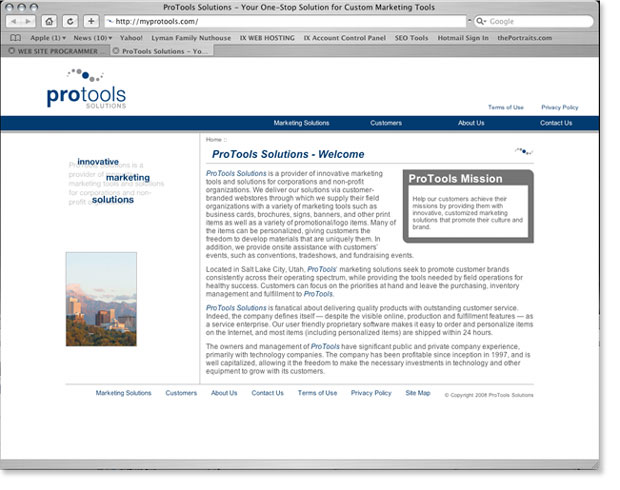 ProTools Solutions – Your One-Stop Solution for Custom Marketing Tools
http://myprotools.com/
Google
Apple (1) News (10) Yahoo! Lyman Family Nuthouse IX WEB HOSTING IX Account Control Panel SEO Tools Hotmail Sign In thePortraits.com
WEB SITE PROGRAMMER ... ProTools Solutions – Yo...
protools
SOLUTIONS
Terms of Use Privacy Policy
Marketing Solutions Customers About Us Contact Us
Home ::
ProTools Solutions - Welcome
innovative
marketing
solutions
ProTools Solutions is a
provider of innovative
marketing tools and solutions
for corporations and non-
profit
ProTools Solutions is a provider of innovative marketing
tools and solutions for corporations and non-profit
organizations. We deliver our solutions via customer-
branded webstores through which we supply their field
organizations with a variety of marketing tools such as
business cards, brochures, signs, banners, and other print
items as well as a variety of promotional/logo items. Many of
the items can be personalized, giving customers the
freedom to develop materials that are uniquely them. In
addition, we provide onsite assistance with customers'
events, such as conventions, tradeshows, and fundraising events.
ProTools Mission
Help our customers achieve their
missions by providing them with
innovative, customized marketing
solutions that promote their culture and
brand.
Located in Salt Lake City, Utah, ProTools' marketing solutions seek to promote customer brands
consistently across their operating spectrum, while providing the tools needed by field operations for
healthy success. Customers can focus on the priorities at hand and leave the purchasing, inventory
management and fulfillment to ProTools.
ProTools Solutions is fanatical about delivering quality products with outstanding customer service.
Indeed, the company defines itself — despite the visible online, production and fulfillment features — as
a service enterprise. Our user friendly proprietary software makes it easy to order and personalize items
on the Internet, and most items (including personalized items) are shipped within 24 hours.
The owners and management of ProTools have significant public and private company experience,
primarily with technology companies. The company has been profitable since inception in 1997, and is
well capitalized, allowing it the freedom to make the necessary investments in technology and other
equipment to grow with its customers.
Marketing Solutions Customers About Us Contact Us Terms of Use Privacy Policy Site Map
© Copyright 2008 ProTools Solutions